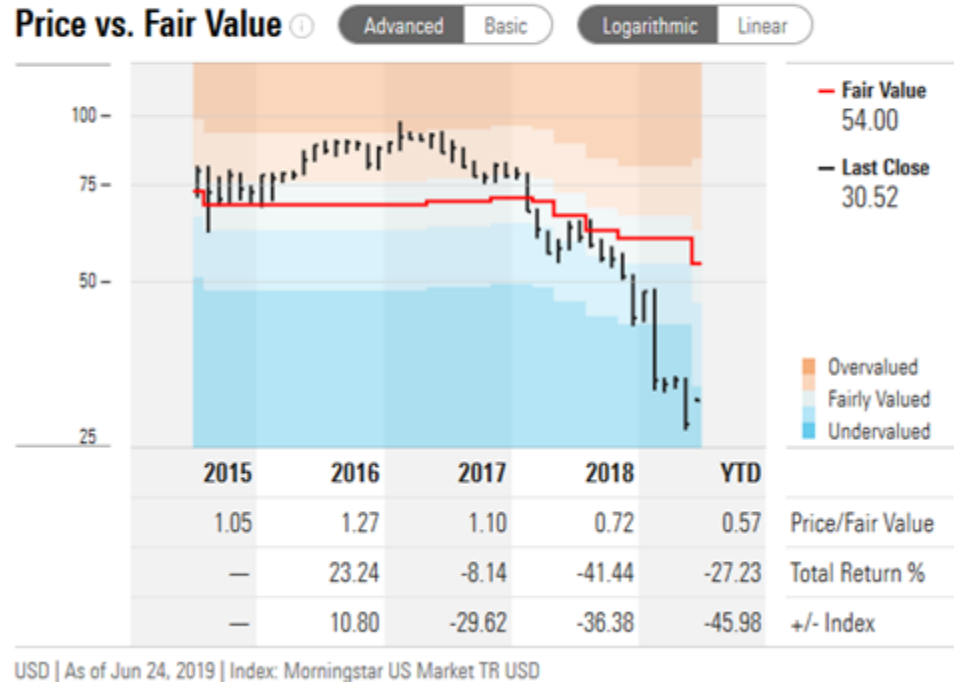 Price vs. Fair Value Advanced Basic Logarithmic Linear
100
75
50
25
Fair Value
54.00
Last Close
30.52
Overvalued
Fairly Valued
Undervalued
2015 2016 2017 2018 YTD
1.05 1.27 1.10 0.72 0.57 Price/Fair Value
— 23.24 -8.14 -41.44 -27.23 Total Return %
— 10.80 -29.62 -36.38 -45.98 +/- Index
USD | As of Jun 24, 2019 | Index: Morningstar US Market TR USD